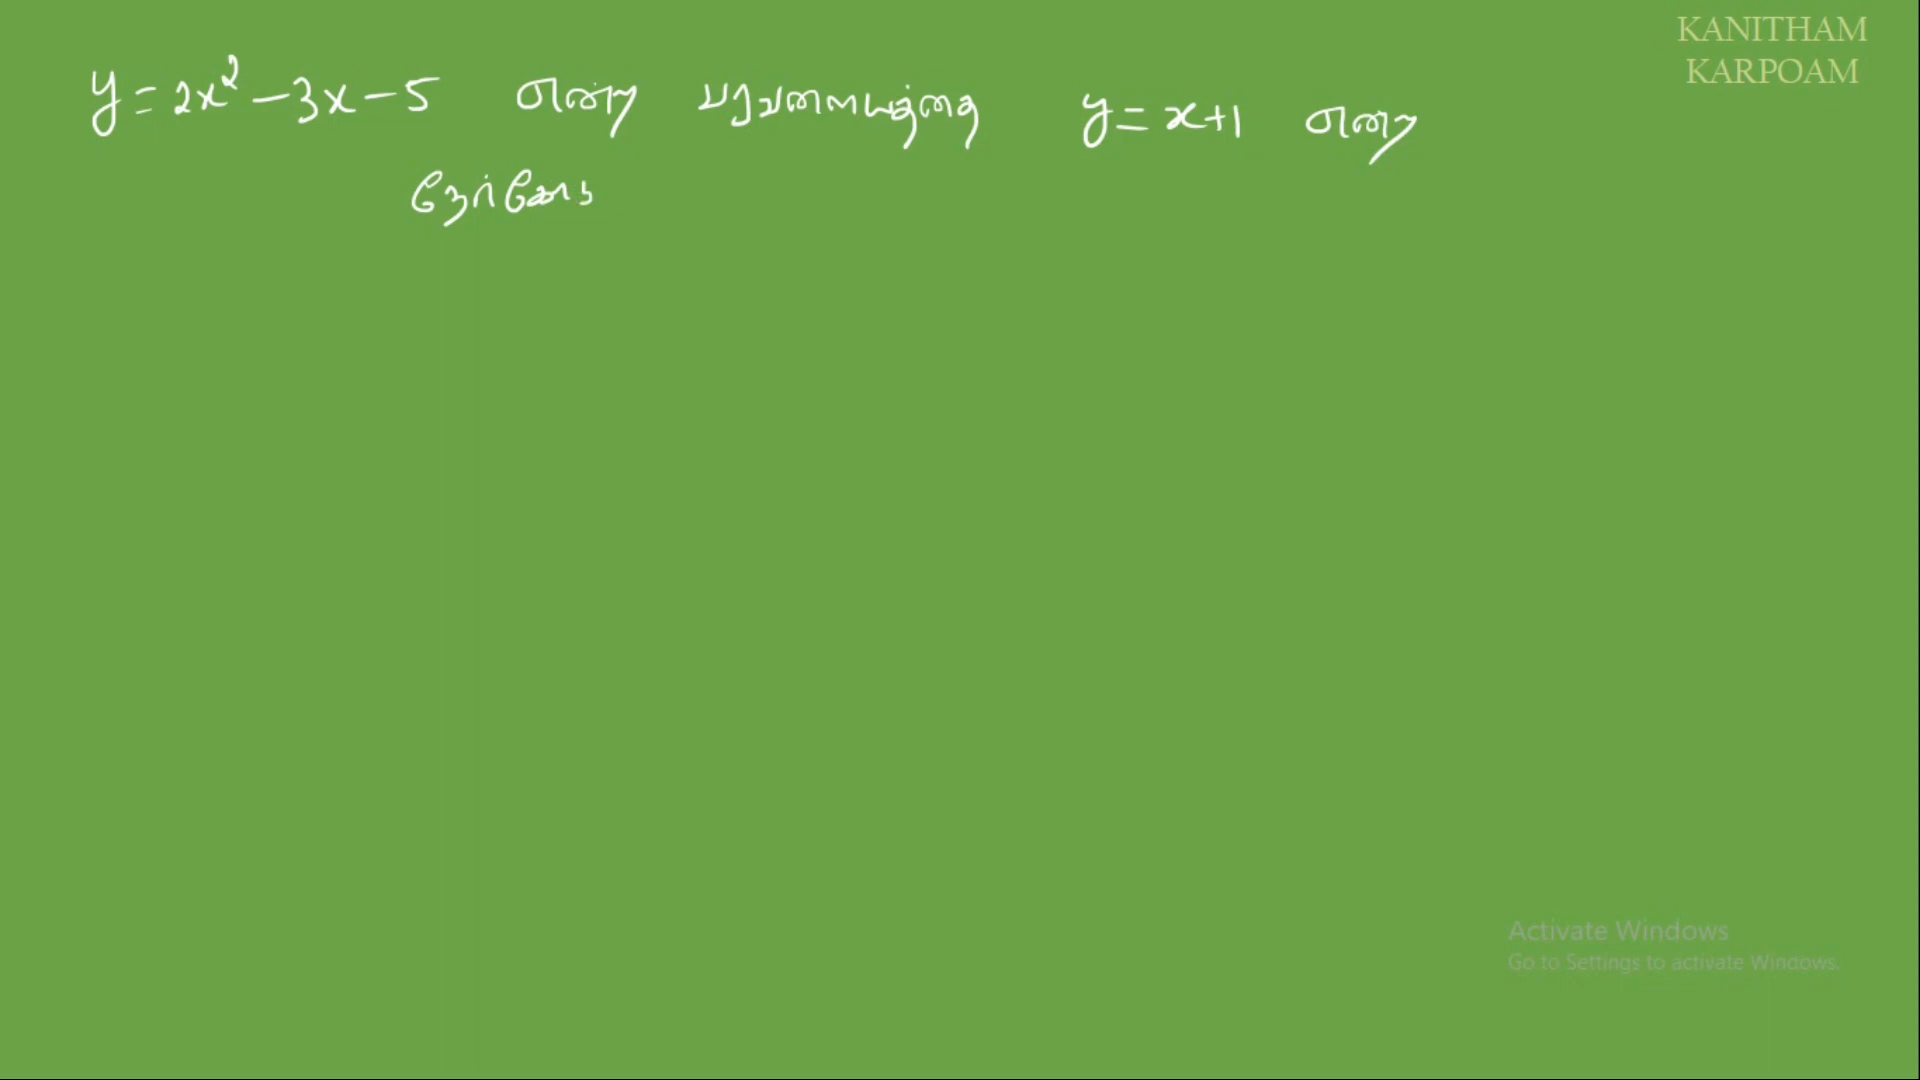 KANITHAM
KARPOAM
y = 2x² - 3x - 5 என்ற பரவளையத்தை y = x+1 என்ற
நேர்கோடு
Activate Windows
Go to Settings to activate Windows.